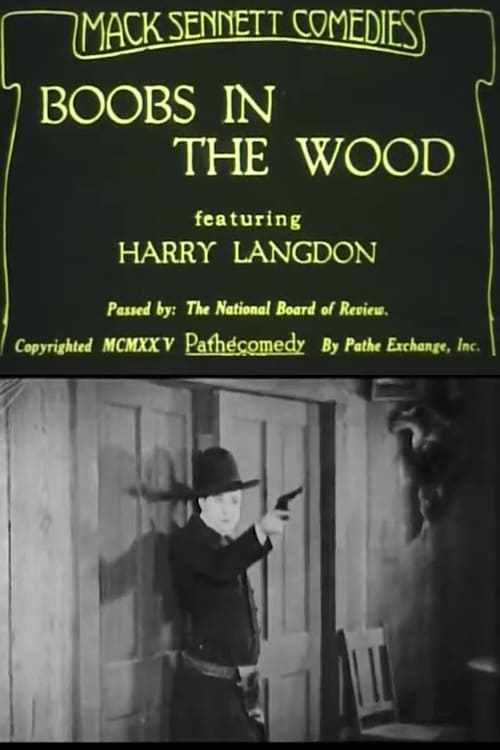 MACK SENNETT COMEDIES
BOOBS IN
THE WOOD
featuring
HARRY LANGDON
Passed by: The National Board of Review.
Copyrighted MCMXXV Pathécomedy By Pathe Exchange, Inc.